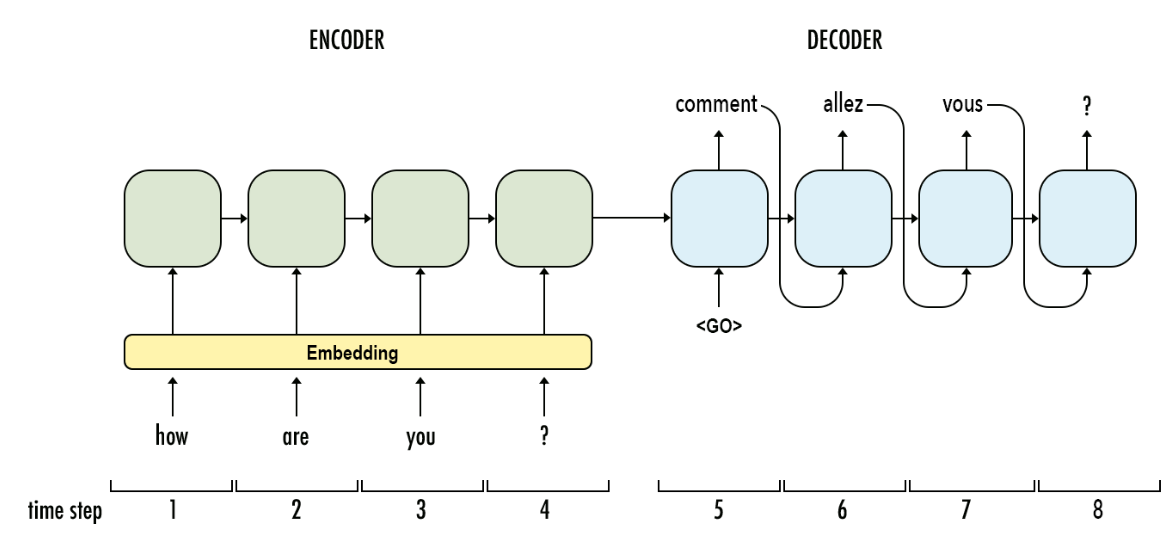 ENCODER DECODER
comment allez vous ?
<GO>
Embedding
how are you ?
time step 1 2 3 4 5 6 7 8